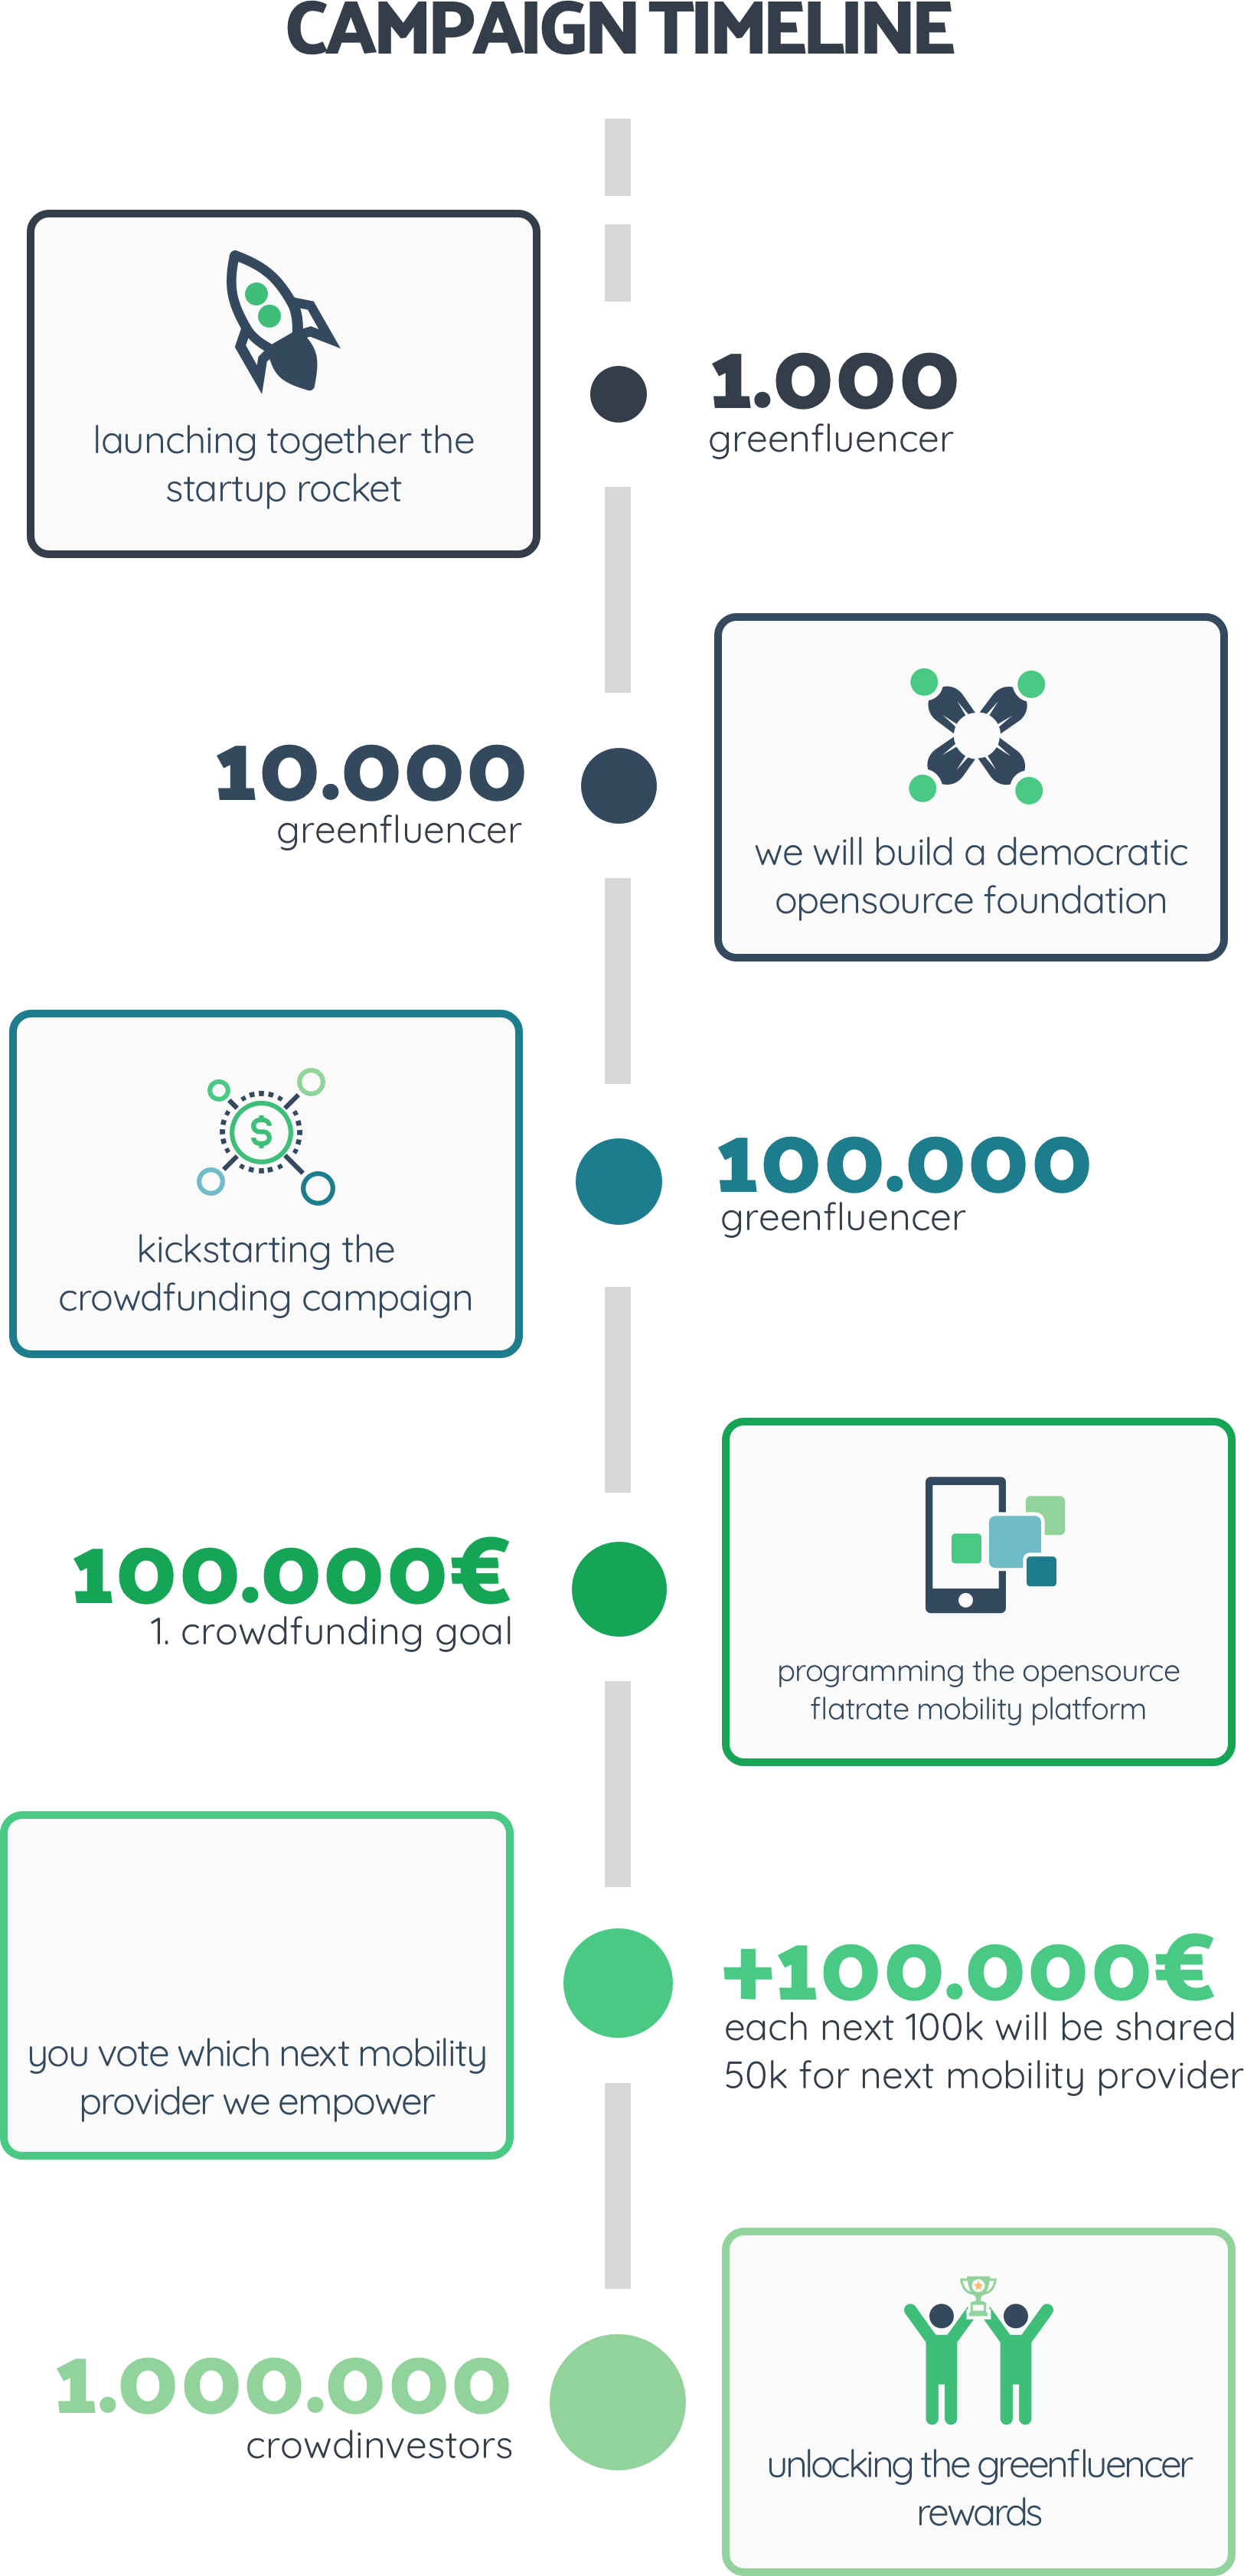 CAMPAIGN TIMELINE
launching together the
startup rocket
1.000
greenfluencer
10.000
greenfluencer
we will build a democratic
opensource foundation
$
kickstarting the
crowdfunding campaign
100.000
greenfluencer
100.000€
1. crowdfunding goal
programming the opensource
flatrate mobility platform
you vote which next mobility
provider we empower
+100.000€
each next 100k will be shared
50k for next mobility provider
1.000.000
crowdinvestors
unlocking the greenfluencer
rewards